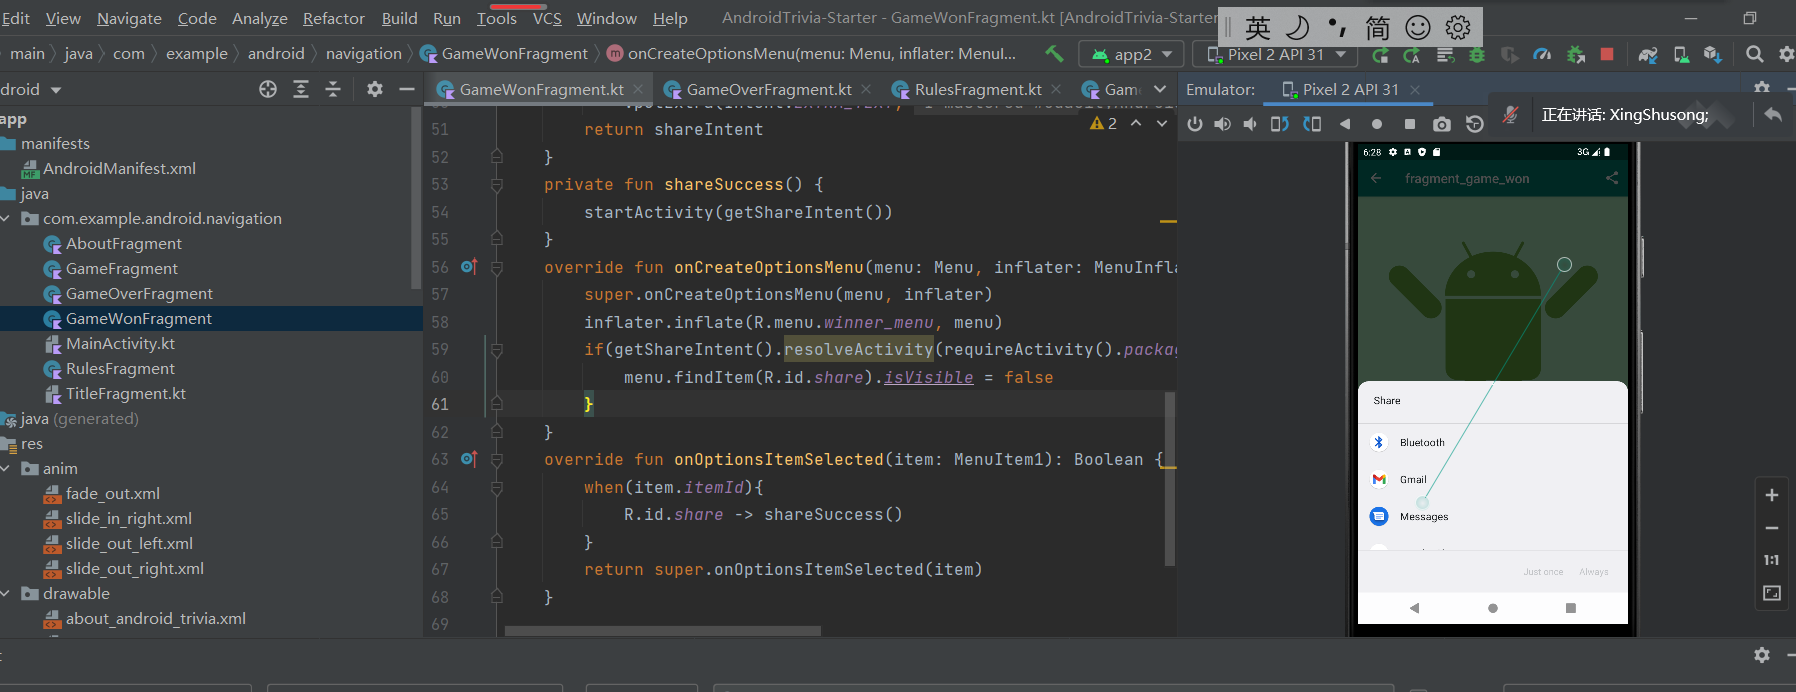 Edit View Navigate Code Analyze Refactor Build Run Tools VCS Window Help AndroidTrivia-Starter - GameWonFragment.kt [AndroidTrivia-Starter
英 简
main java com example android navigation GameWonFragment onCreateOptionsMenu(menu: Menu, inflater: MenuI... app2 Pixel 2 API 31
droid GameWonFragment.kt GameOverFragment.kt RulesFragment.kt Game Emulator: Pixel 2 API 31
正在讲话: XingShusong;
app
manifests
AndroidManifest.xml
java
com.example.android.navigation
AboutFragment
GameFragment
GameOverFragment
GameWonFragment
MainActivity.kt
RulesFragment
TitleFragment.kt
java (generated)
res
anim
fade_out.xml
slide_in_right.xml
slide_out_left.xml
slide_out_right.xml
drawable
about_android_trivia.xml
2
51 return shareIntent
52 }
53 private fun shareSuccess() {
54 startActivity(getShareIntent())
55 }
56 override fun onCreateOptionsMenu(menu: Menu, inflater: MenuInfla
57 super.onCreateOptionsMenu(menu, inflater)
58 inflater.inflate(R.menu.winner_menu, menu)
59 if(getShareIntent().resolveActivity(requireActivity().packag
60 menu.findItem(R.id.share).isVisible = false
61 }
62 }
63 override fun onOptionsItemSelected(item: MenuItem1): Boolean {
64 when(item.itemId){
65 R.id.share -> shareSuccess()
66 }
67 return super.onOptionsItemSelected(item)
68 }
69
6:28 3G
fragment_game_won
Share
Bluetooth
Gmail
Messages
Just once Always
1:1